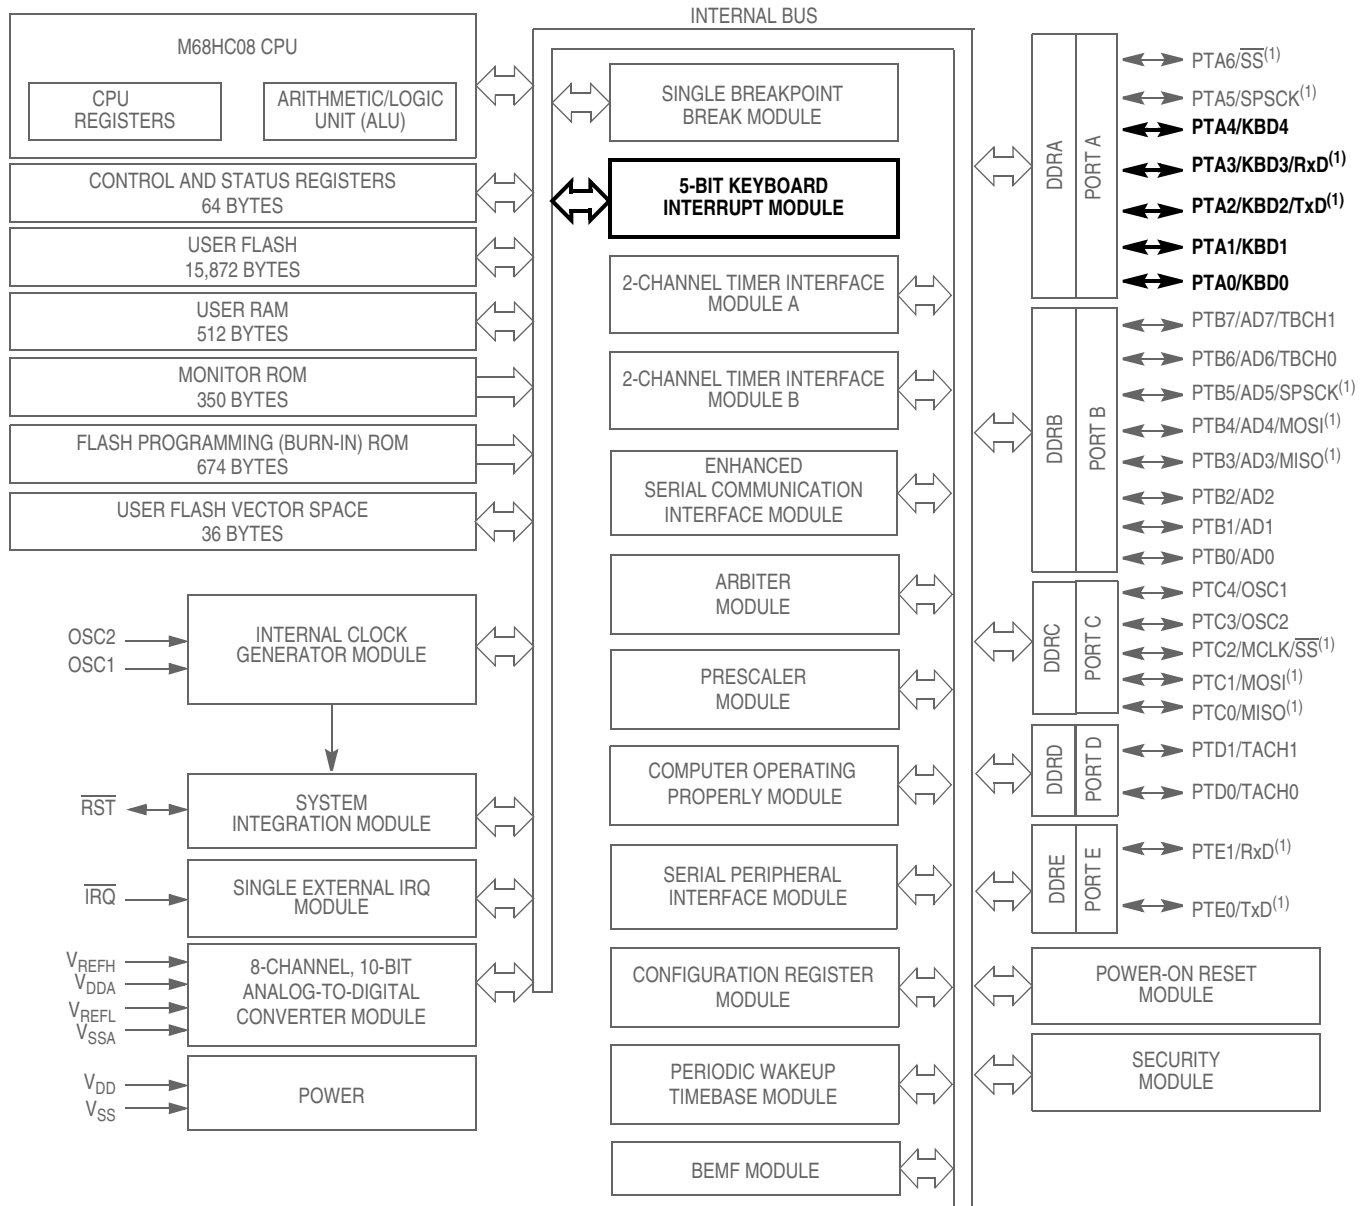 INTERNAL BUS
M68HC08 CPU
CPU
REGISTERS
ARITHMETIC/LOGIC
UNIT (ALU)
CONTROL AND STATUS REGISTERS
64 BYTES
USER FLASH
15,872 BYTES
USER RAM
512 BYTES
MONITOR ROM
350 BYTES
FLASH PROGRAMMING (BURN-IN) ROM
674 BYTES
USER FLASH VECTOR SPACE
36 BYTES
OSC2
OSC1
INTERNAL CLOCK
GENERATOR MODULE
RST
SYSTEM
INTEGRATION MODULE
IRQ
SINGLE EXTERNAL IRQ
MODULE
VREFH
VDDA
VREFL
VSSA
8-CHANNEL, 10-BIT
ANALOG-TO-DIGITAL
CONVERTER MODULE
VDD
VSS
POWER
SINGLE BREAKPOINT
BREAK MODULE
5-BIT KEYBOARD
INTERRUPT MODULE
2-CHANNEL TIMER INTERFACE
MODULE A
2-CHANNEL TIMER INTERFACE
MODULE B
ENHANCED
SERIAL COMMUNICATION
INTERFACE MODULE
ARBITER
MODULE
PRESCALER
MODULE
COMPUTER OPERATING
PROPERLY MODULE
SERIAL PERIPHERAL
INTERFACE MODULE
CONFIGURATION REGISTER
MODULE
PERIODIC WAKEUP
TIMEBASE MODULE
BEMF MODULE
DDRA
PORT A
PTA6/SS(1)
PTA5/SPSCK(1)
PTA4/KBD4
PTA3/KBD3/RxD(1)
PTA2/KBD2/TxD(1)
PTA1/KBD1
PTA0/KBD0
DDRB
PORT B
PTB7/AD7/TBCH1
PTB6/AD6/TBCH0
PTB5/AD5/SPSCK(1)
PTB4/AD4/MOSI(1)
PTB3/AD3/MISO(1)
PTB2/AD2
PTB1/AD1
PTB0/AD0
DDRC
PORT C
PTC4/OSC1
PTC3/OSC2
PTC2/MCLK/SS(1)
PTC1/MOSI(1)
PTC0/MISO(1)
DDRD
PORT D
PTD1/TACH1
PTD0/TACH0
DDRE
PORT E
PTE1/RxD(1)
PTE0/TxD(1)
POWER-ON RESET
MODULE
SECURITY
MODULE